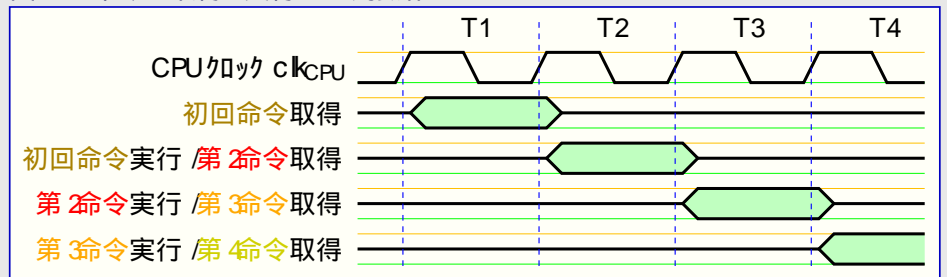 T1 T2 T3 T4
CPUクロック clkCPU
初回命令取得
初回命令実行 /第2命令取得
第2命令実行 /第3命令取得
第3命令実行 /第4命令取得